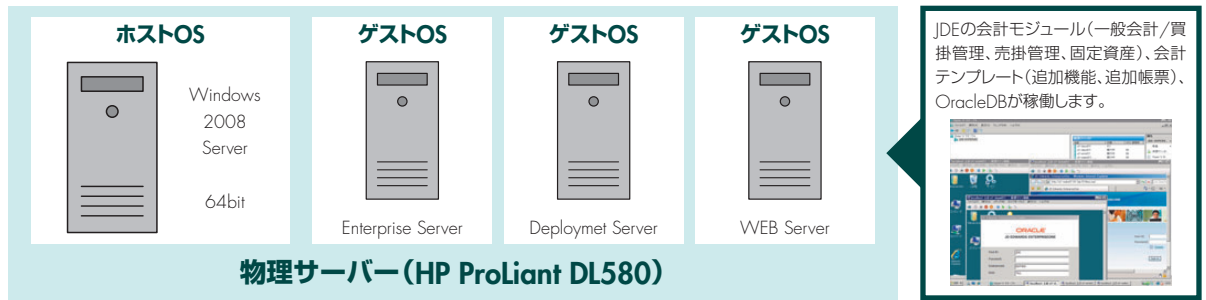 ホストOS
Windows
2008
Server
64bit
ゲストOS
Enterprise Server
ゲストOS
Deploymet Server
ゲストOS
WEB Server
物理サーバー(HP ProLiant DL580)
JDEの会計モジュール(一般会計/買
掛管理、売掛管理、固定資産)、会計
テンプレート(追加機能、追加帳票)、
OracleDBが稼働します。
ORACLE
JD EDWARDS ENTERPRISEONE